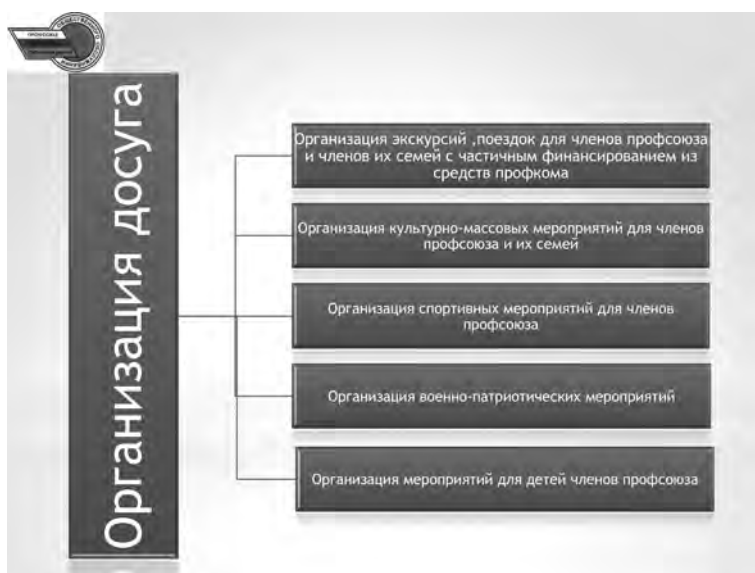 ПРОФСОЮЗ
Организация досуга
Организация экскурсий ,поездок для членов профсоюза
и членов их семей с частичным финансированием из
средств профкома
Организация культурно-массовых мероприятий для членов
профсоюза и их семей
Организация спортивных мероприятий для членов
профсоюза
Организация военно-патриотических мероприятий
Организация мероприятий для детей членов профсоюза